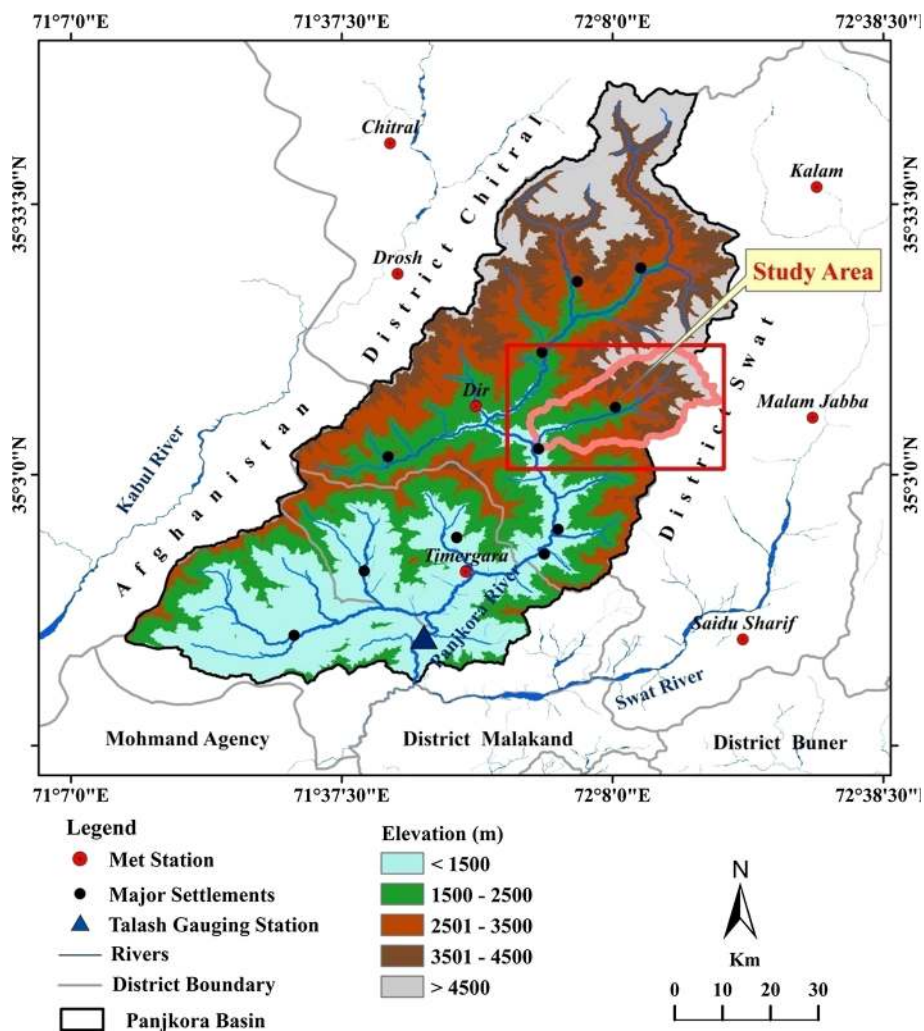 71°7'0"E 71°37'30"E 72°8'0"E 72°38'30"E
35°33'30"N
35°3'0"N
35°33'30"N
35°3'0"N
Chitral
Kalam
Drosh
District Chitral
Study Area
Dir
Malam Jabba
District Swat
Kabul River
Afghanistan
Timergara
Panjkora River
Saidu Sharif
Swat River
Mohmand Agency
District Malakand
District Buner
71°7'0"E 71°37'30"E 72°8'0"E 72°38'30"E
Legend
Met Station
Major Settlements
Talash Gauging Station
Rivers
District Boundary
Panjkora Basin
Elevation (m)
< 1500
1500 - 2500
2501 - 3500
3501 - 4500
> 4500
N
Km
0 10 20 30